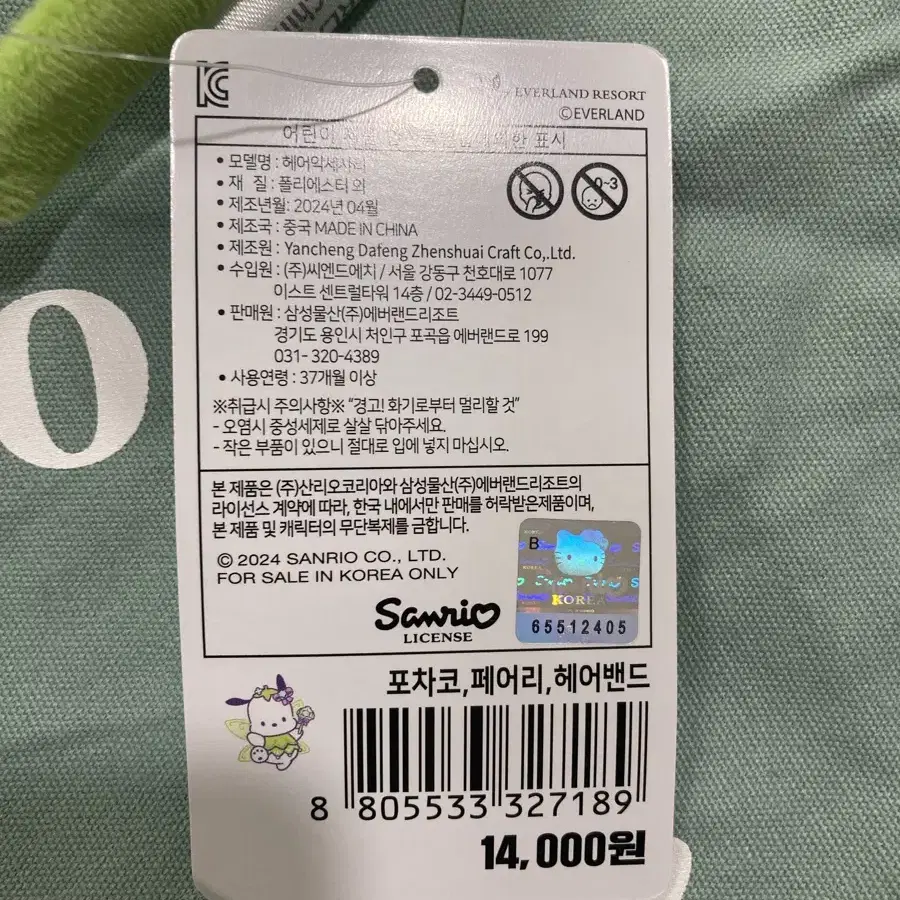 EVERLAND RESORT
©EVERLAND
어린이 표시
• 모델명 : 헤어악세사리
• 재 질 : 폴리에스터 외
• 제조년월: 2024년 04월
• 제조국 : 중국 MADE IN CHINA
• 제조원 : Yancheng Dafeng Zhenshuai Craft Co,.Ltd.
• 수입원 : (주)씨엔드에치 / 서울 강동구 천호대로 1077
이스트 센트럴타워 14층 / 02-3449-0512
• 판매원 : 삼성물산(주)에버랜드리조트
경기도 용인시 처인구 포곡읍 에버랜드로 199
031- 320-4389
• 사용연령 : 37개월 이상
0~3
※취급시 주의사항※ “경고! 화기로부터 멀리할 것”
- 오염시 중성세제로 살살 닦아주세요.
- 작은 부품이 있으니 절대로 입에 넣지 마십시오.
본 제품은 (주)산리오코리아와 삼성물산(주)에버랜드리조트의
라이선스 계약에 따라, 한국 내에서만 판매를 허락받은제품이며,
본 제품 및 캐릭터의 무단복제를 금합니다.
© 2024 SANRIO CO., LTD.
FOR SALE IN KOREA ONLY
Sanrio
LICENSE
B
KOREA
65512405
포차코,페어리,헤어밴드
8 805533 327189
14,000원
O